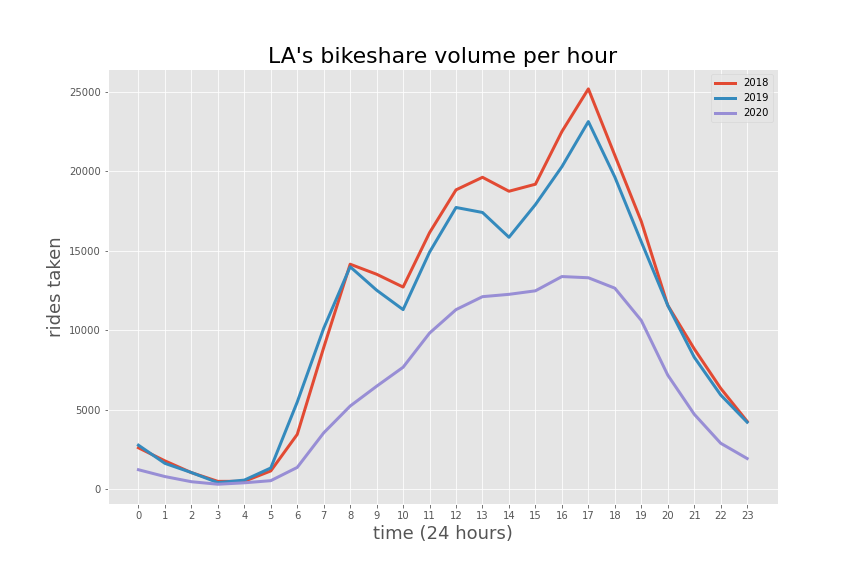 LA's bikeshare volume per hour
2018
2019
2020
25000
20000
15000
10000
5000
0
rides taken
0 1 2 3 4 5 6 7 8 9 10 11 12 13 14 15 16 17 18 19 20 21 22 23
time (24 hours)